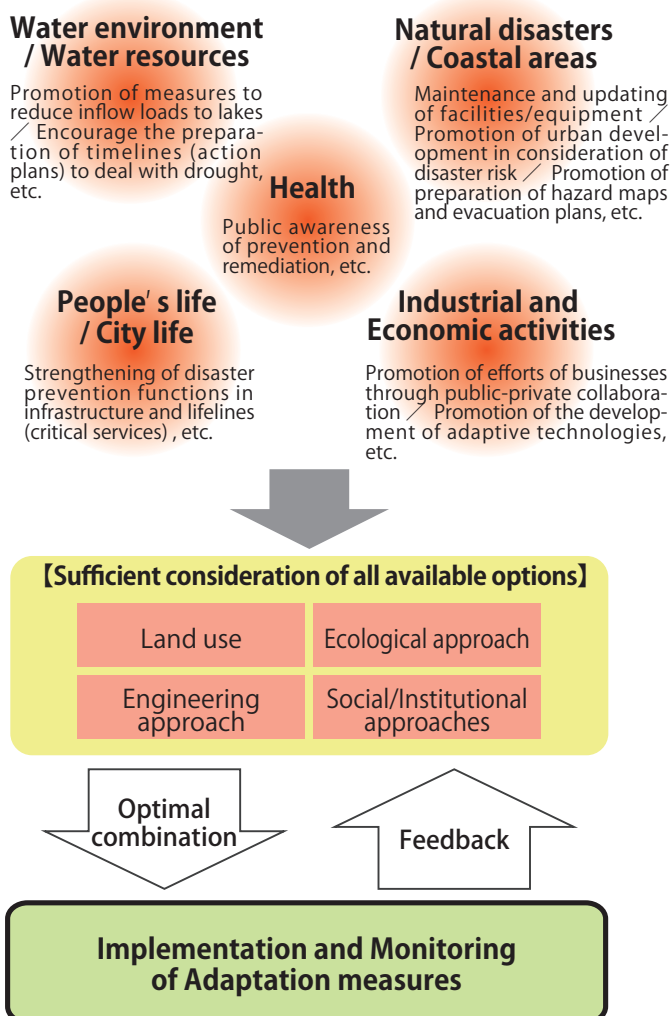 Water environment
/ Water resources
Promotion of measures to
reduce inflow loads to lakes
／ Encourage the prepara-
tion of timelines (action
plans) to deal with drought,
etc.
Natural disasters
/ Coastal areas
Maintenance and updating
of facilities/equipment ／
Promotion of urban devel-
opment in consideration of
disaster risk ／ Promotion of
preparation of hazard maps
and evacuation plans, etc.
Health
Public awareness
of prevention and
remediation, etc.
People′ s life
/ City life
Strengthening of disaster
prevention functions in
infrastructure and lifelines
(critical services) , etc.
Industrial and
Economic activities
Promotion of efforts of businesses
through public-private collabora-
tion ／ Promotion of the develop-
ment of adaptive technologies,
etc.
【Sufficient consideration of all available options】
Land use
Ecological approach
Engineering
approach
Social/Institutional
approaches
Optimal
combination
Feedback
Implementation and Monitoring
of Adaptation measures